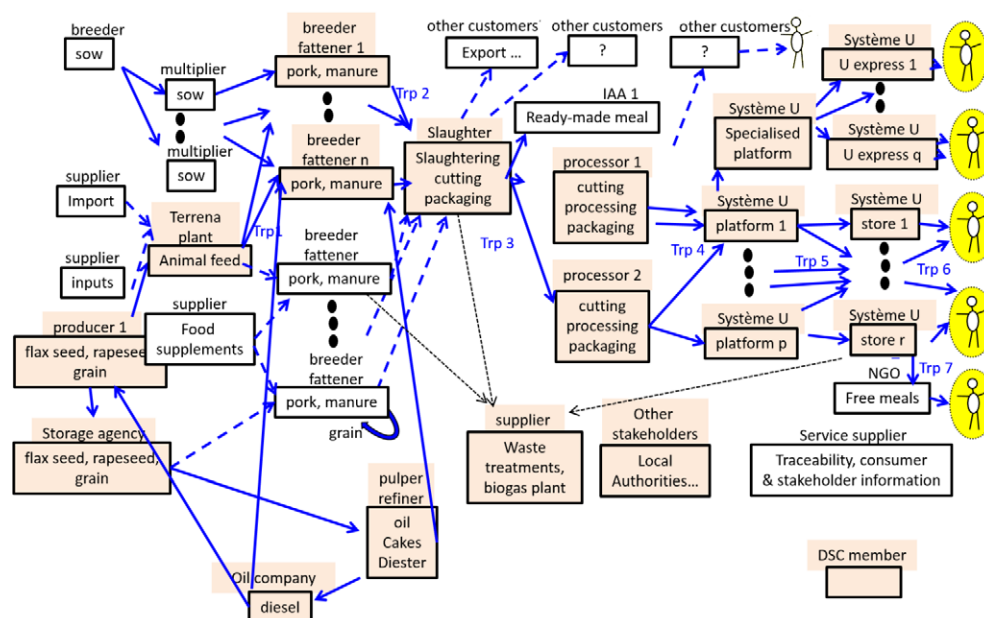 breeder
sow
multiplier
sow
multiplier
sow
breeder
fattener 1
pork, manure
Trp 2
breeder
fattener n
pork, manure
supplier
Import
supplier
inputs
Terrena
plant
Animal feed
Trp1
breeder
fattener
pork, manure
supplier
Food
supplements
producer 1
flax seed, rapeseed
grain
breeder
fattener
pork, manure
grain
Storage agency
flax seed, rapeseed,
grain
pulper
refiner
oil
Cakes
Diester
Oil company
diesel
other customers
Export ...
other customers
?
other customers
?
IAA 1
Ready-made meal
Slaughter
Slaughtering
cutting
packaging
Trp 3
processor 1
cutting
processing
packaging
processor 2
cutting
processing
packaging
Trp 4
Système U
Specialised
platform
Système U
platform 1
Système U
platform p
Trp 5
Système U
U express 1
Système U
U express q
Système U
store 1
Trp 6
Système U
store r
Trp 7
NGO
Free meals
supplier
Waste
treatments,
biogas plant
Other
stakeholders
Local
Authorities...
Service supplier
Traceability, consumer
& stakeholder information
DSC member